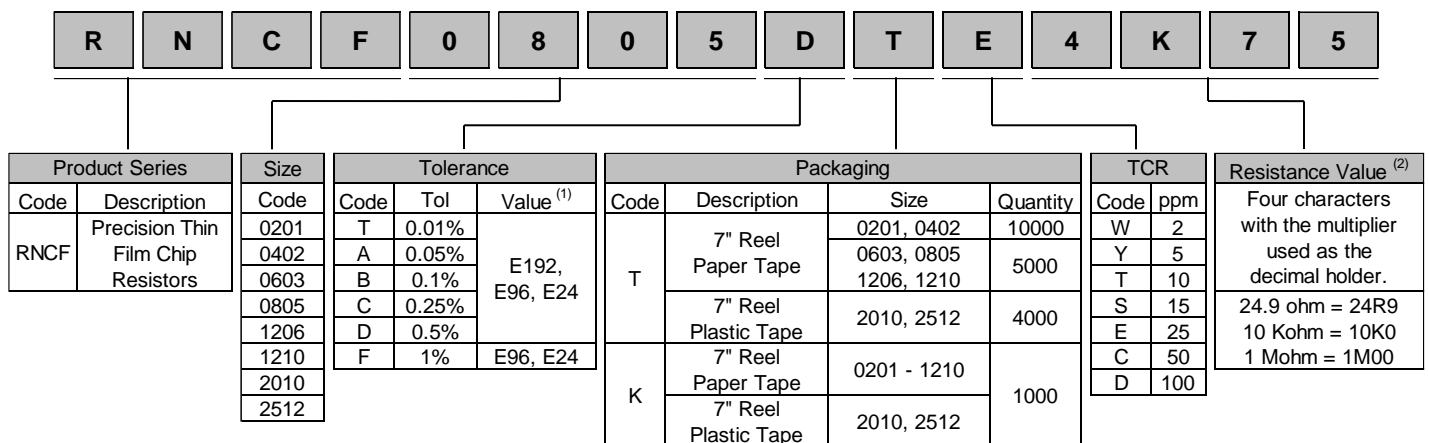 R N C F 0 8 0 5 D T E 4 K 7 5
Product Series
Code Description
RNCF Precision Thin
Film Chip
Resistors
Size
Code
0201
0402
0603
0805
1206
1210
2010
2512
Tolerance
Code Tol Value (1)
T 0.01%
A 0.05%
B 0.1%
C 0.25%
D 0.5%
E192,
E96, E24
F 1% E96, E24
Packaging
Code Description Size Quantity
T
7" Reel
Paper Tape
0201, 0402 10000
0603, 0805
1206, 1210
5000
7" Reel
Plastic Tape
2010, 2512 4000
K
7" Reel
Paper Tape
0201 - 1210
7" Reel
Plastic Tape
2010, 2512
1000
TCR
Code ppm
W 2
Y 5
T 10
S 15
E 25
C 50
D 100
Resistance Value (2)
Four characters
with the multiplier
used as the
decimal holder.
24.9 ohm = 24R9
10 Kohm = 10K0
1 Mohm = 1M00